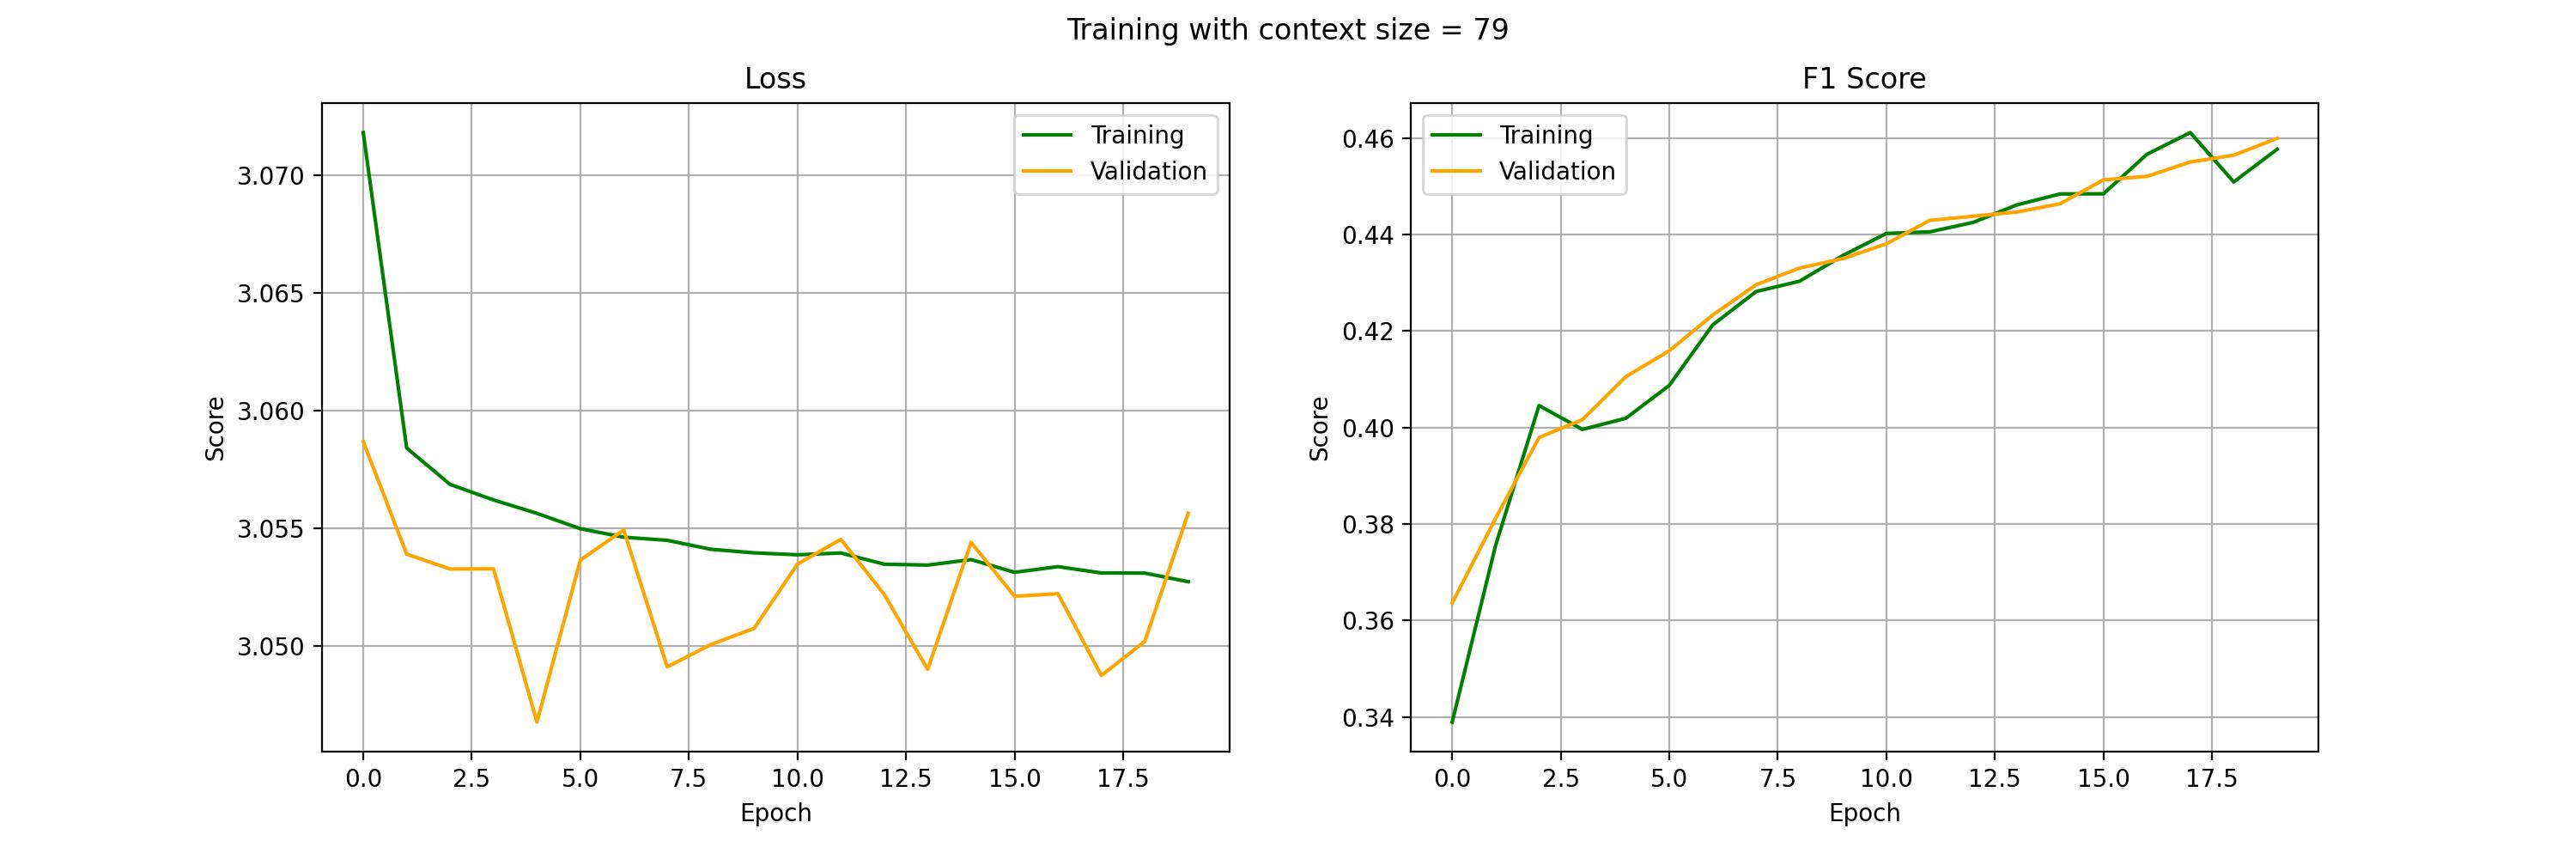 Training with context size = 79
Loss
Training
Validation
3.070
3.065
3.060
3.055
3.050
Score
0.0 2.5 5.0 7.5 10.0 12.5 15.0 17.5
Epoch
F1 Score
Training
Validation
0.46
0.44
0.42
0.40
0.38
0.36
0.34
Score
0.0 2.5 5.0 7.5 10.0 12.5 15.0 17.5
Epoch